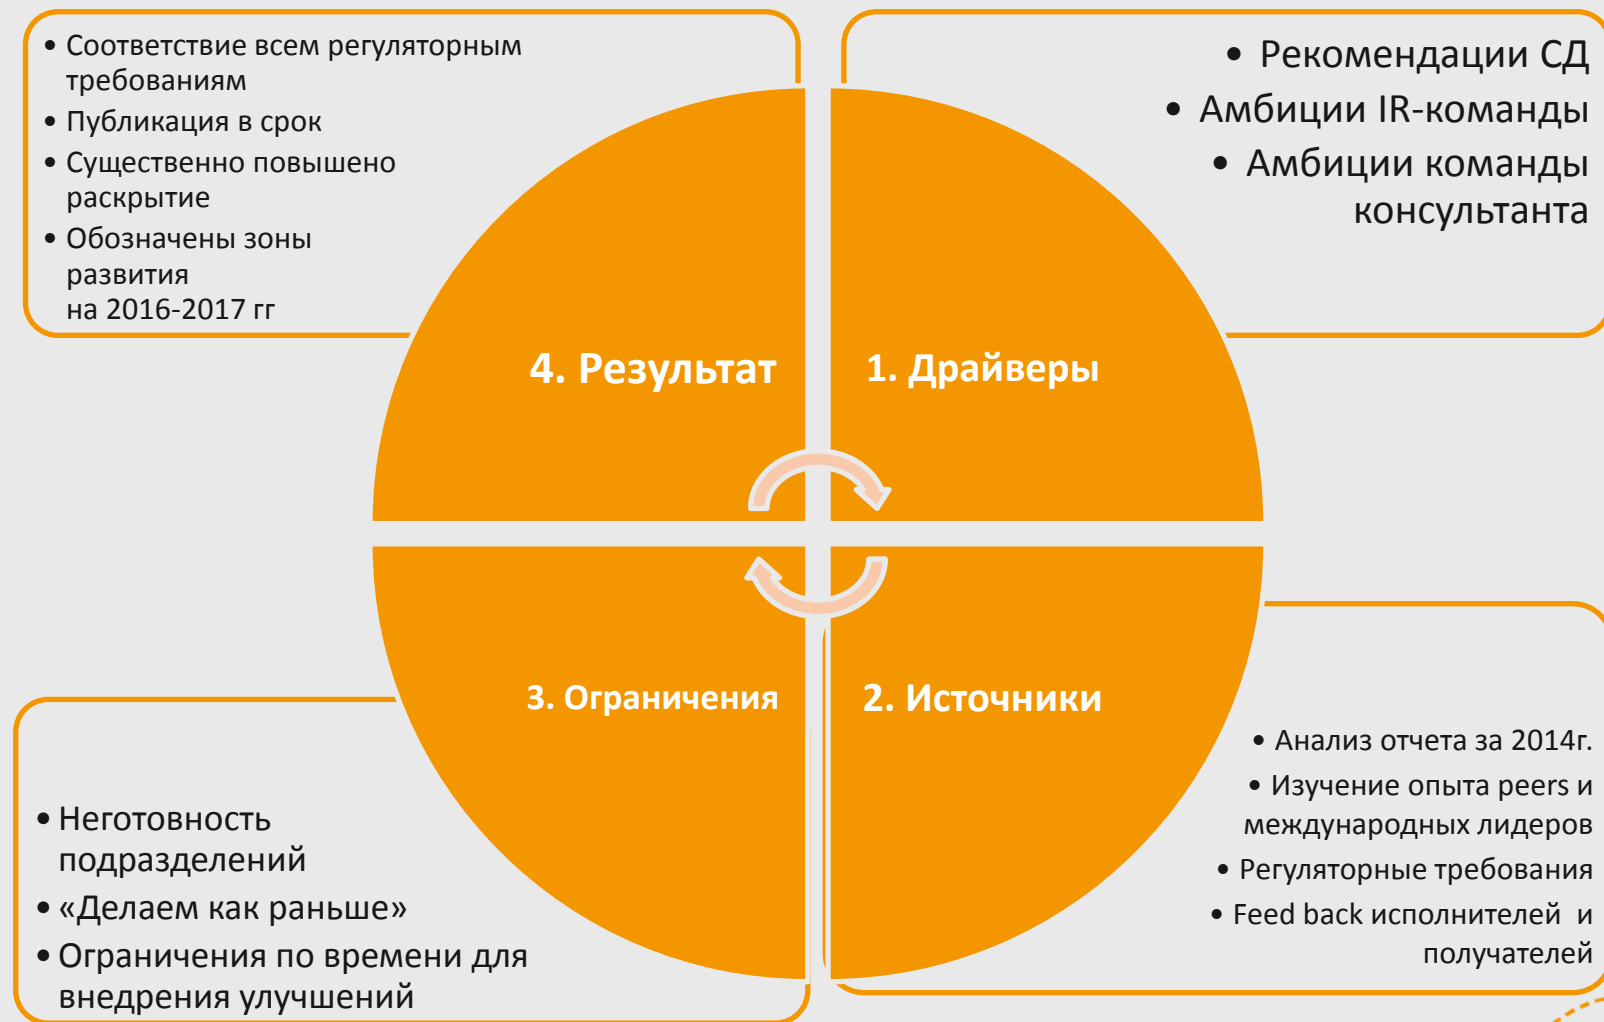 • Соответствие всем регуляторным
требованиям
• Публикация в срок
• Существенно повышено
раскрытие
• Обозначены зоны
развития
на 2016-2017 гг
• Рекомендации СД
• Амбиции IR-команды
• Амбиции команды
консультанта
4. Результат
1. Драйверы
3. Ограничения
2. Источники
• Неготовность
подразделений
• «Делаем как раньше»
• Ограничения по времени для
внедрения улучшений
• Анализ отчета за 2014г.
• Изучение опыта peers и
международных лидеров
• Регуляторные требования
• Feed back исполнителей и
получателей